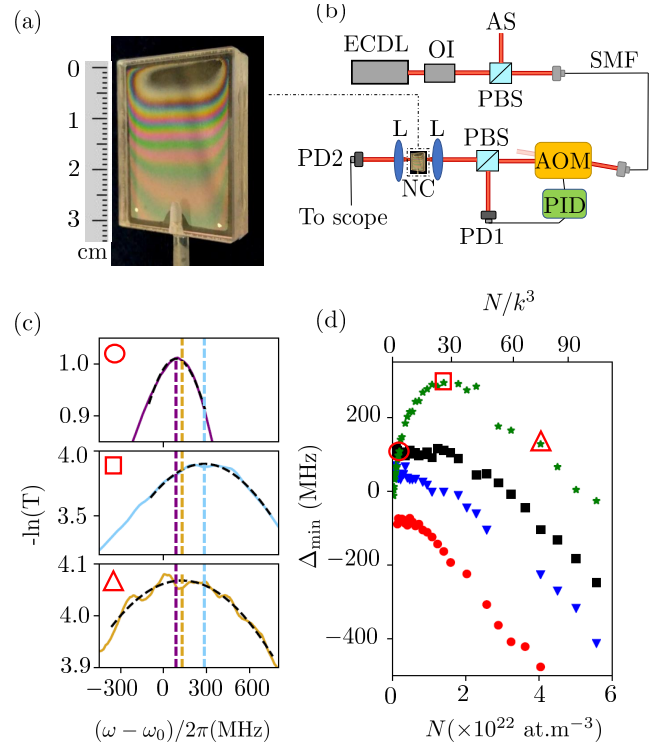 (a)
0
1
2
3
cm
(b)
ECDL
OI
AS
PBS
SMF
L
L
PBS
PD2
NC
AOM
PID
To scope
PD1
(c)
1.0
0.9
4.0
3.5
4.1
4.0
3.9
-ln(T)
−300 0 300 600
(ω − ω₀)/2π(MHz)
(d)
N/k³
0 30 60 90
200
0
-200
-400
Δmin (MHz)
0 2 4 6
N(×10²² at.m⁻³)